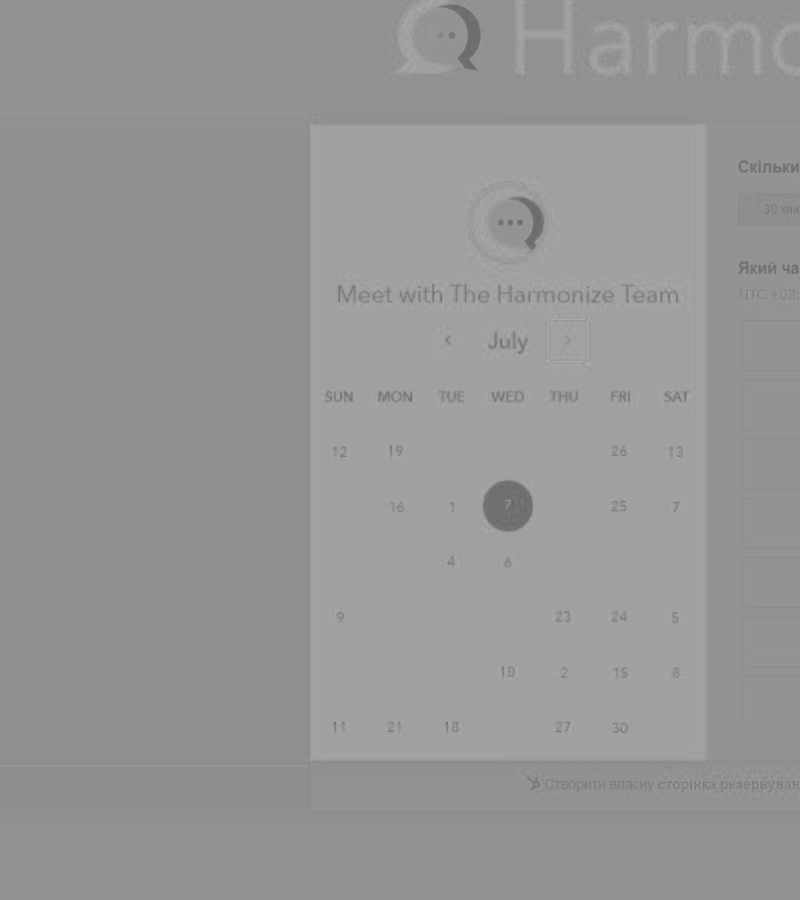 Harmo
Meet with The Harmonize Team
‹ July ›
SUN MON TUE WED THU FRI SAT
12 19 26 13
16 1 7 25 7
4 6
9 23 24 5
10 2 15 8
11 21 18 27 30
Скільки
30 хви
Який ча
UTC +03:
Створити власну сторінка резервуван